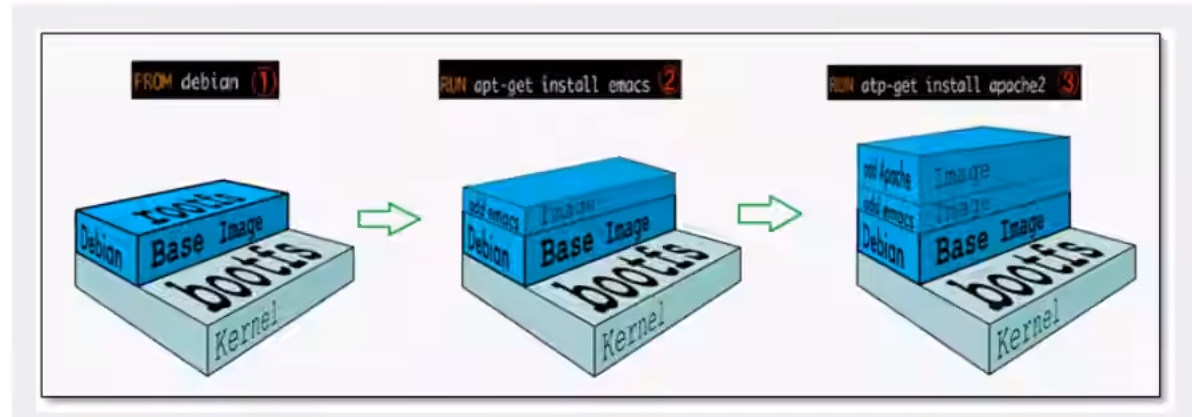 FROM debian (1)
RUN apt-get install emacs (2)
RUN atp-get install apache2 (3)
rootfs
Debian
Base Image
bootfs
Kernel
add emacs
Image
Debian
Base Image
bootfs
Kernel
add Apache
Image
add emacs
Image
Debian
Base Image
bootfs
Kernel